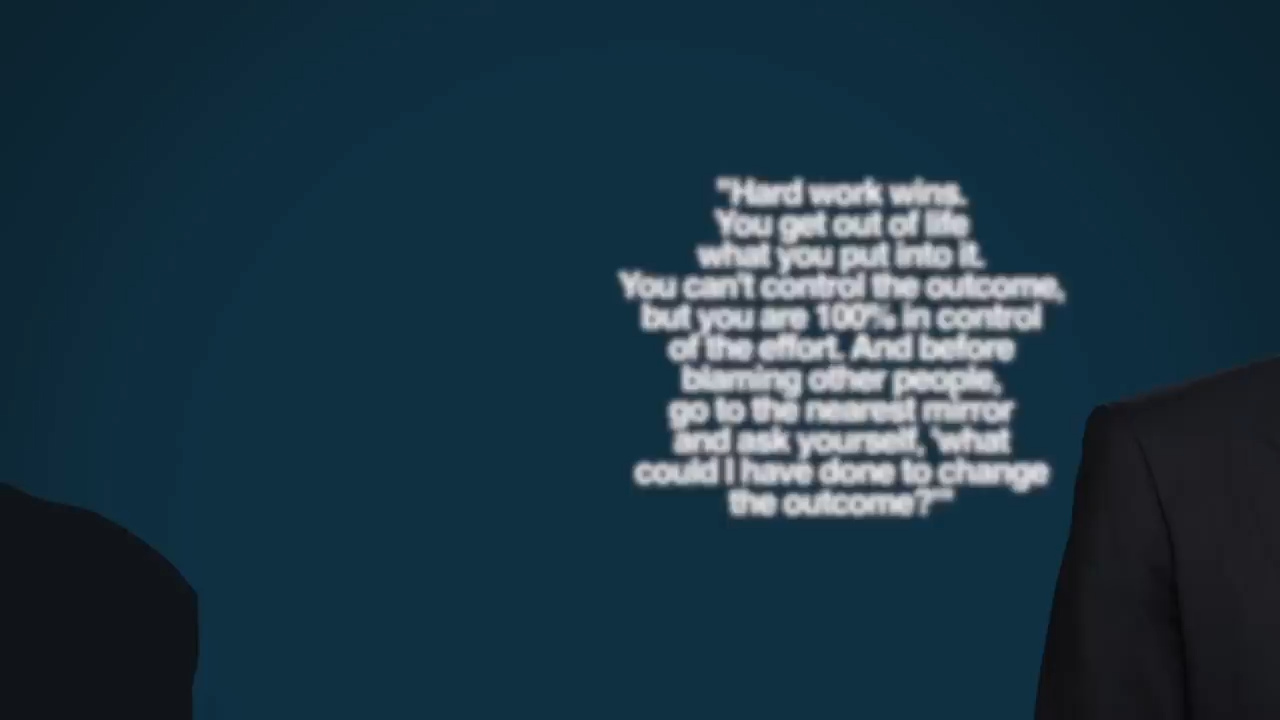 "Hard work wins.
You get out of life
what you put into it.
You can't control the outcome,
but you are 100% in control
of the effort. And before
blaming other people,
go to the nearest mirror
and ask yourself, 'what
could I have done to change
the outcome?'"